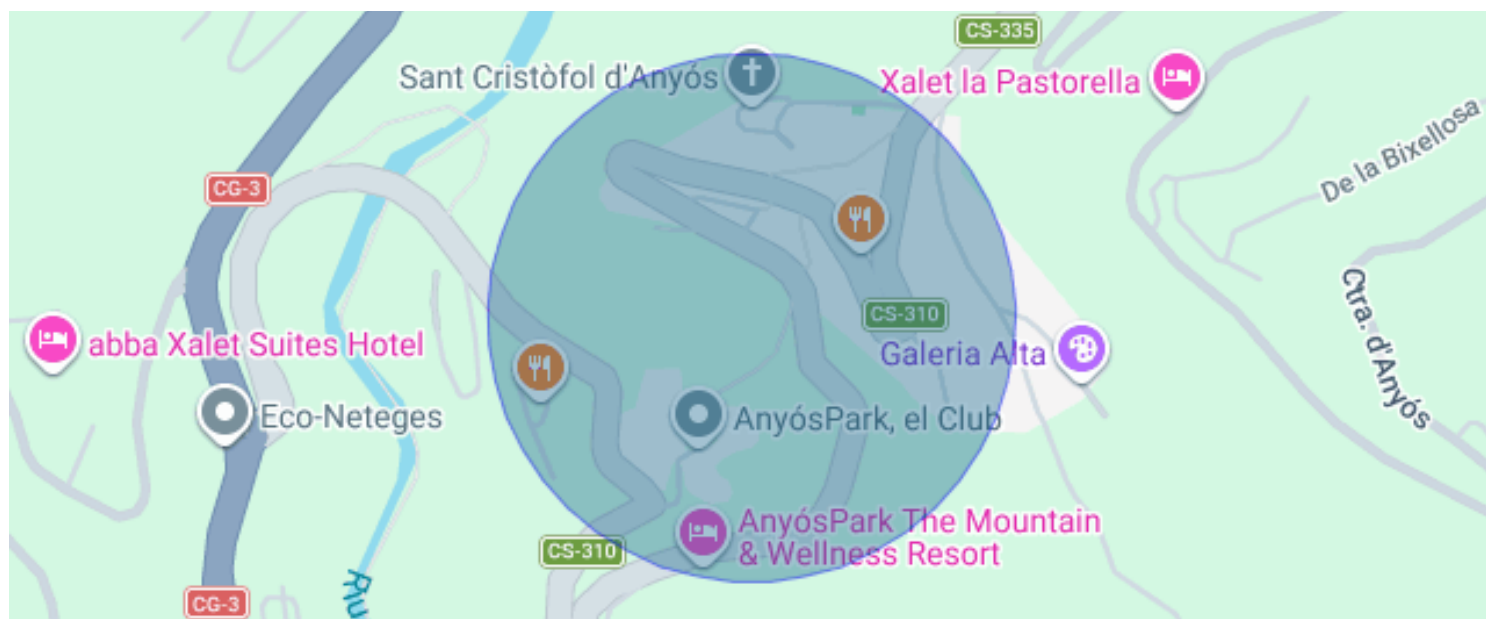 CS-335
Sant Cristòfol d'Anyós
Xalet la Pastorella
De la Bixellosa
CG-3
CS-310
Ctra. d'Anyós
abba Xalet Suites Hotel
Galeria Alta
Eco-Neteges
AnyósPark, el Club
AnyósPark The Mountain
& Wellness Resort
CS-310
CG-3
Riu